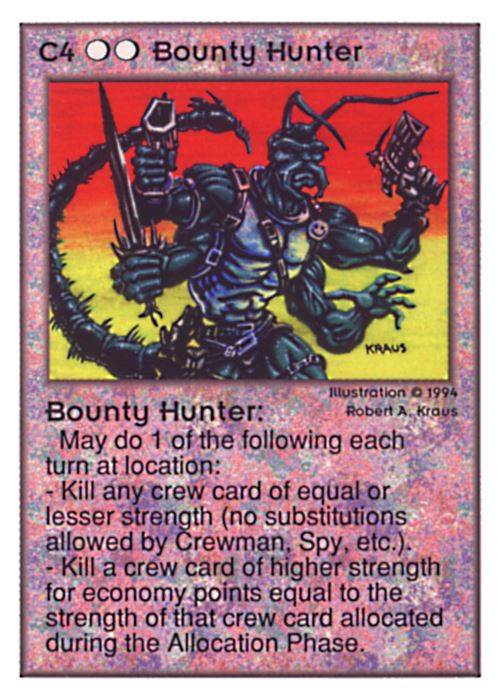 C4 Bounty Hunter
KRAUS
Illustration © 1994
Robert A. Kraus
Bounty Hunter:
May do 1 of the following each
turn at location:
- Kill any crew card of equal or
lesser strength (no substitutions
allowed by Crewman, Spy, etc.).
- Kill a crew card of higher strength
for economy points equal to the
strength of that crew card allocated
during the Allocation Phase.